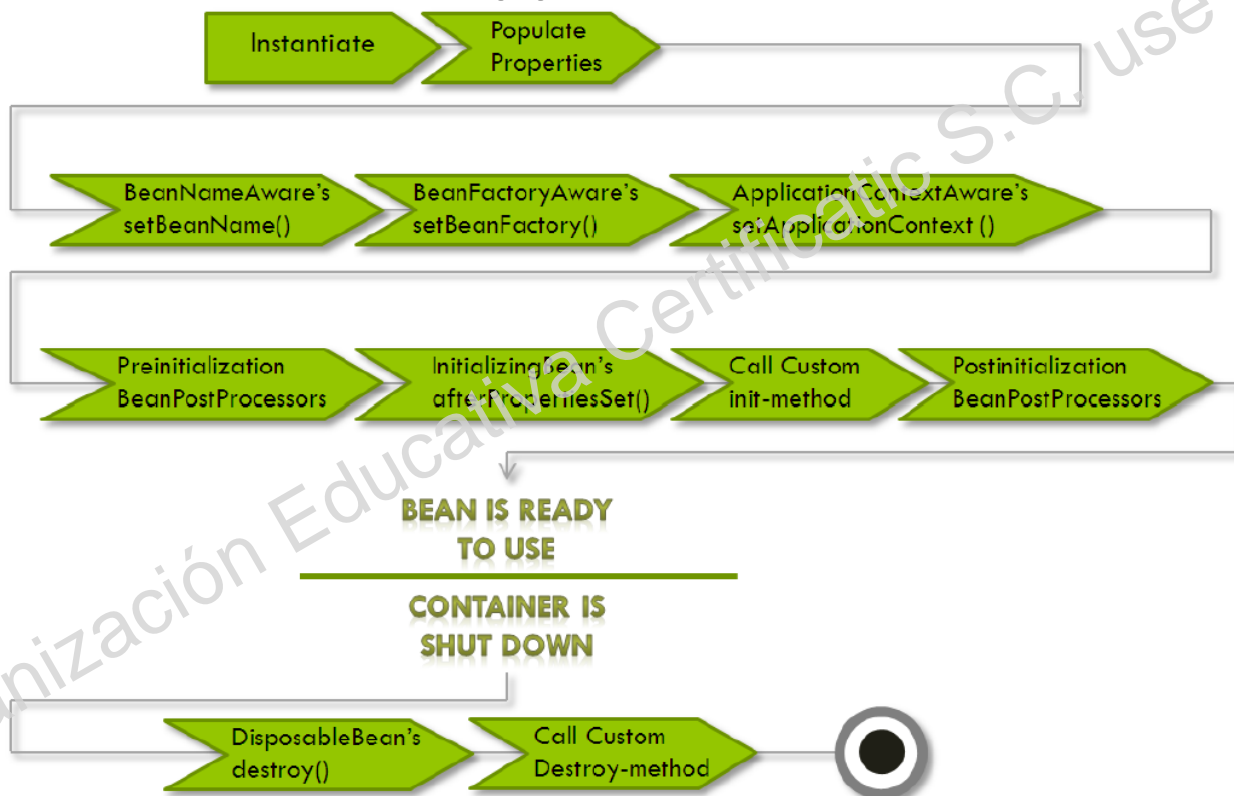 Instantiate
Populate
Properties
BeanNameAware's
setBeanName()
BeanFactoryAware's
setBeanFactory()
ApplicationContextAware's
setApplicationContext ()
Preinitialization
BeanPostProcessors
InitializingBean's
afterPropertiesSet()
Call Custom
init-method
Postinitialization
BeanPostProcessors
BEAN IS READY
TO USE
CONTAINER IS
SHUT DOWN
DisposableBean's
destroy()
Call Custom
Destroy-method
Educativa Certificatic S.C. use